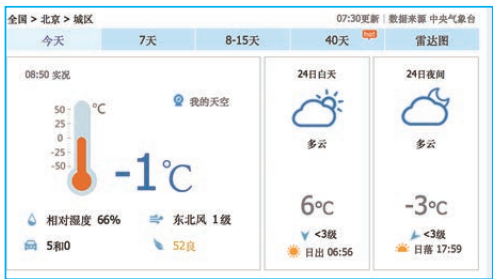 全国 > 北京 > 城区
07:30更新 | 数据来源 中央气象台
今天 7天 8-15天 40天 hot! 雷达图
08:50 实况
我的天空
50
25
0
-25
-50
°C
-1°C
相对湿度 66% 东北风 1级
5和0 52良
24日白天
多云
6°C
<3级
日出 06:56
24日夜间
多云
-3°C
<3级
日落 17:59